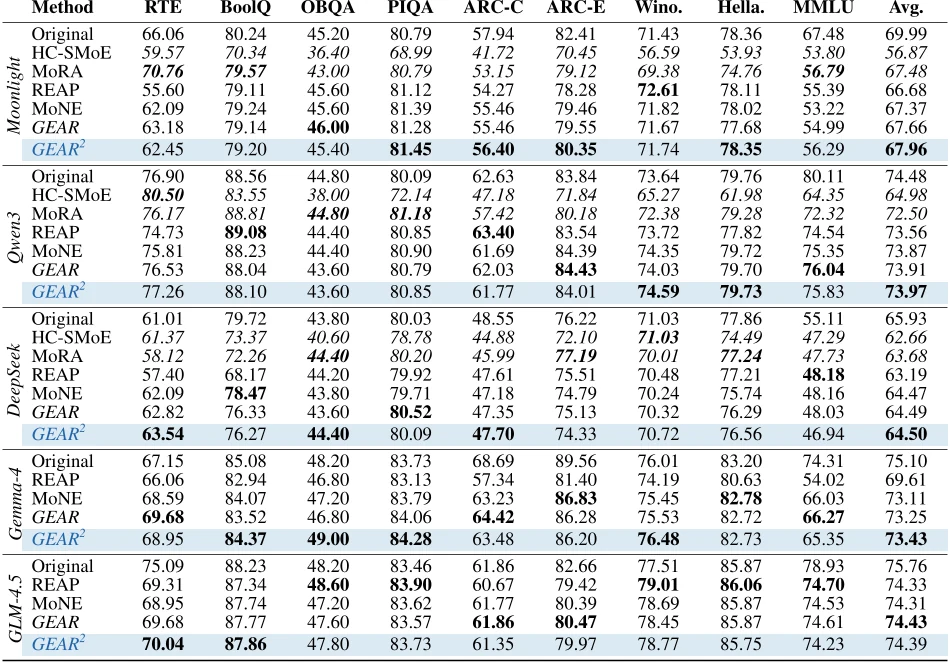 Method RTE BoolQ OBQA PIQA ARC-C ARC-E Wino. Hella. MMLU Avg.
Moonlight
Original 66.06 80.24 45.20 80.79 57.94 82.41 71.43 78.36 67.48 69.99
HC-SMoE 59.57 70.34 36.40 68.99 41.72 70.45 56.59 53.93 53.80 56.87
MoRA 70.76 79.57 43.00 80.79 53.15 79.12 69.38 74.76 56.79 67.48
REAP 55.60 79.11 45.60 81.12 54.27 78.28 72.61 78.11 55.39 66.68
MoNE 62.09 79.24 45.60 81.39 55.46 79.46 71.82 78.02 53.22 67.37
GEAR 63.18 79.14 46.00 81.28 55.46 79.55 71.67 77.68 54.99 67.66
GEAR² 62.45 79.20 45.40 81.45 56.40 80.35 71.74 78.35 56.29 67.96
Qwen3
Original 76.90 88.56 44.80 80.09 62.63 83.84 73.64 79.76 80.11 74.48
HC-SMoE 80.50 83.55 38.00 72.14 47.18 71.84 65.27 61.98 64.35 64.98
MoRA 76.17 88.81 44.80 81.18 57.42 80.18 72.38 79.28 72.32 72.50
REAP 74.73 89.08 44.40 80.85 63.40 83.54 73.72 77.82 74.54 73.56
MoNE 75.81 88.23 44.40 80.90 61.69 84.39 74.35 79.72 75.35 73.87
GEAR 76.53 88.04 43.60 80.79 62.03 84.43 74.03 79.70 76.04 73.91
GEAR² 77.26 88.10 43.60 80.85 61.77 84.01 74.59 79.73 75.83 73.97
DeepSeek
Original 61.01 79.72 43.80 80.03 48.55 76.22 71.03 77.86 55.11 65.93
HC-SMoE 61.37 73.37 40.60 78.78 44.88 72.10 71.03 74.49 47.29 62.66
MoRA 58.12 72.26 44.40 80.20 45.99 77.19 70.01 77.24 47.73 63.68
REAP 57.40 68.17 44.20 79.92 47.61 75.51 70.48 77.21 48.18 63.19
MoNE 62.09 78.47 43.80 79.71 47.18 74.79 70.24 75.74 48.16 64.47
GEAR 62.82 76.33 43.60 80.52 47.35 75.13 70.32 76.29 48.03 64.49
GEAR² 63.54 76.27 44.40 80.09 47.70 74.33 70.72 76.56 46.94 64.50
Gemma-4
Original 67.15 85.08 48.20 83.73 68.69 89.56 76.01 83.20 74.31 75.10
REAP 66.06 82.94 46.80 83.13 57.34 81.40 74.19 80.63 54.02 69.61
MoNE 68.59 84.07 47.20 83.79 63.23 86.83 75.45 82.78 66.03 73.11
GEAR 69.68 83.52 46.80 84.06 64.42 86.28 75.53 82.72 66.27 73.25
GEAR² 68.95 84.37 49.00 84.28 63.48 86.20 76.48 82.73 65.35 73.43
GLM-4.5
Original 75.09 88.23 48.20 83.46 61.86 82.66 77.51 85.87 78.93 75.76
REAP 69.31 87.34 48.60 83.90 60.67 79.42 79.01 86.06 74.70 74.33
MoNE 68.95 87.74 47.20 83.62 61.77 80.39 78.69 85.87 74.53 74.31
GEAR 69.68 87.77 47.60 83.57 61.86 80.47 78.45 85.87 74.61 74.43
GEAR² 70.04 87.86 47.80 83.73 61.35 79.97 78.77 85.75 74.23 74.39